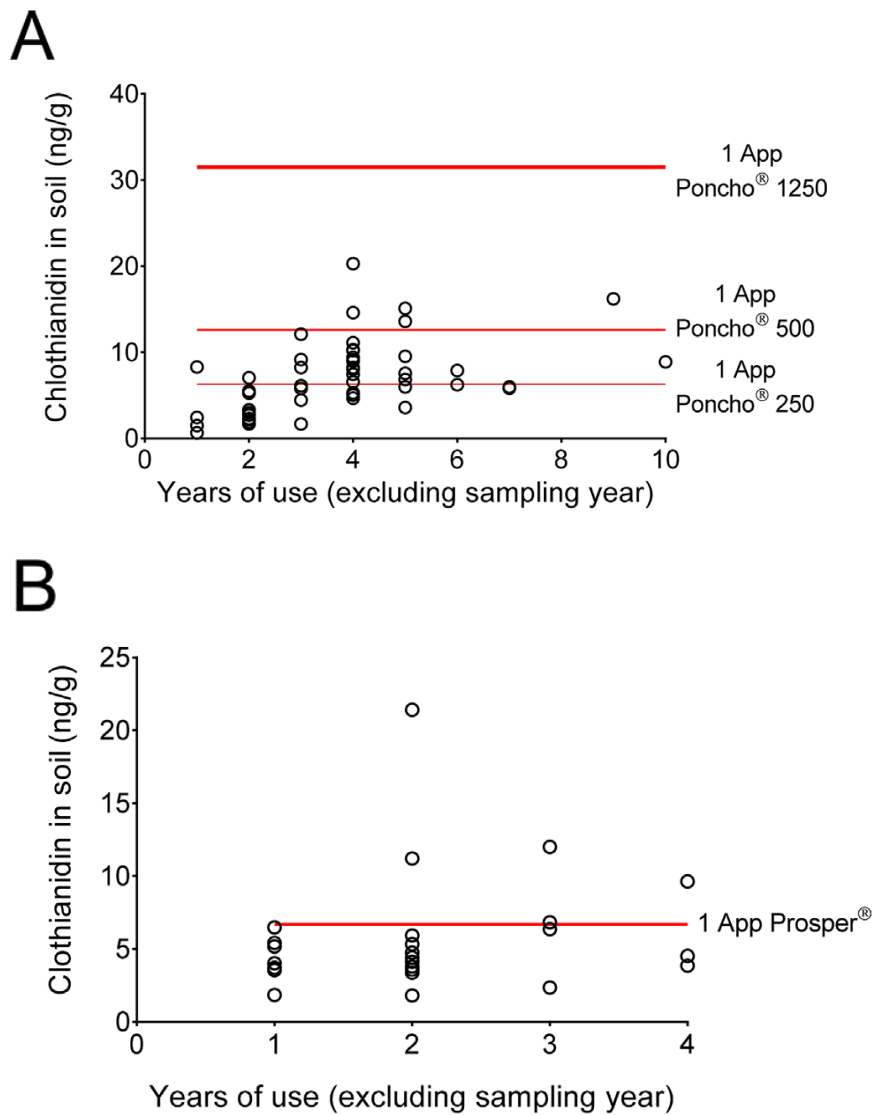 A
Chlothianidin in soil (ng/g)
40
30
20
10
0
1 App
Poncho® 1250
1 App
Poncho® 500
1 App
Poncho® 250
0 2 4 6 8 10
Years of use (excluding sampling year)
B
Clothianidin in soil (ng/g)
25
20
15
10
5
0
1 App Prosper®
0 1 2 3 4
Years of use (excluding sampling year)